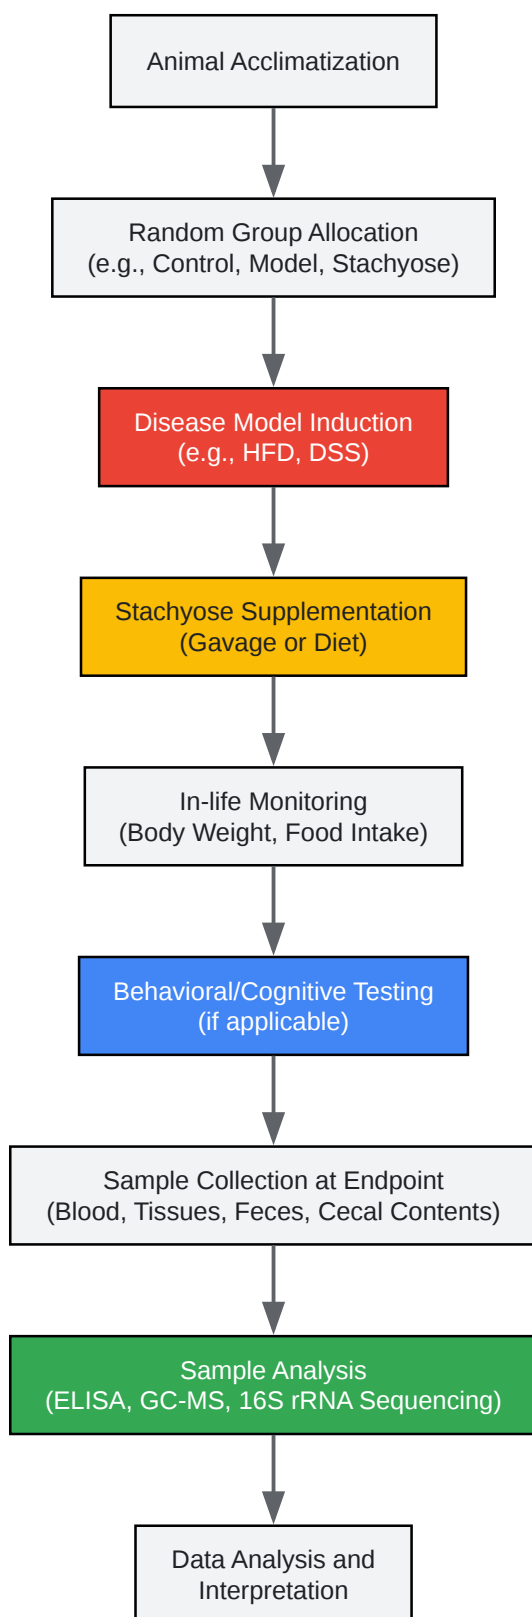 Animal Acclimatization
Random Group Allocation
(e.g., Control, Model, Stachyose)
Disease Model Induction
(e.g., HFD, DSS)
Stachyose Supplementation
(Gavage or Diet)
In-life Monitoring
(Body Weight, Food Intake)
Behavioral/Cognitive Testing
(if applicable)
Sample Collection at Endpoint
(Blood, Tissues, Feces, Cecal Contents)
Sample Analysis
(ELISA, GC-MS, 16S rRNA Sequencing)
Data Analysis and
Interpretation